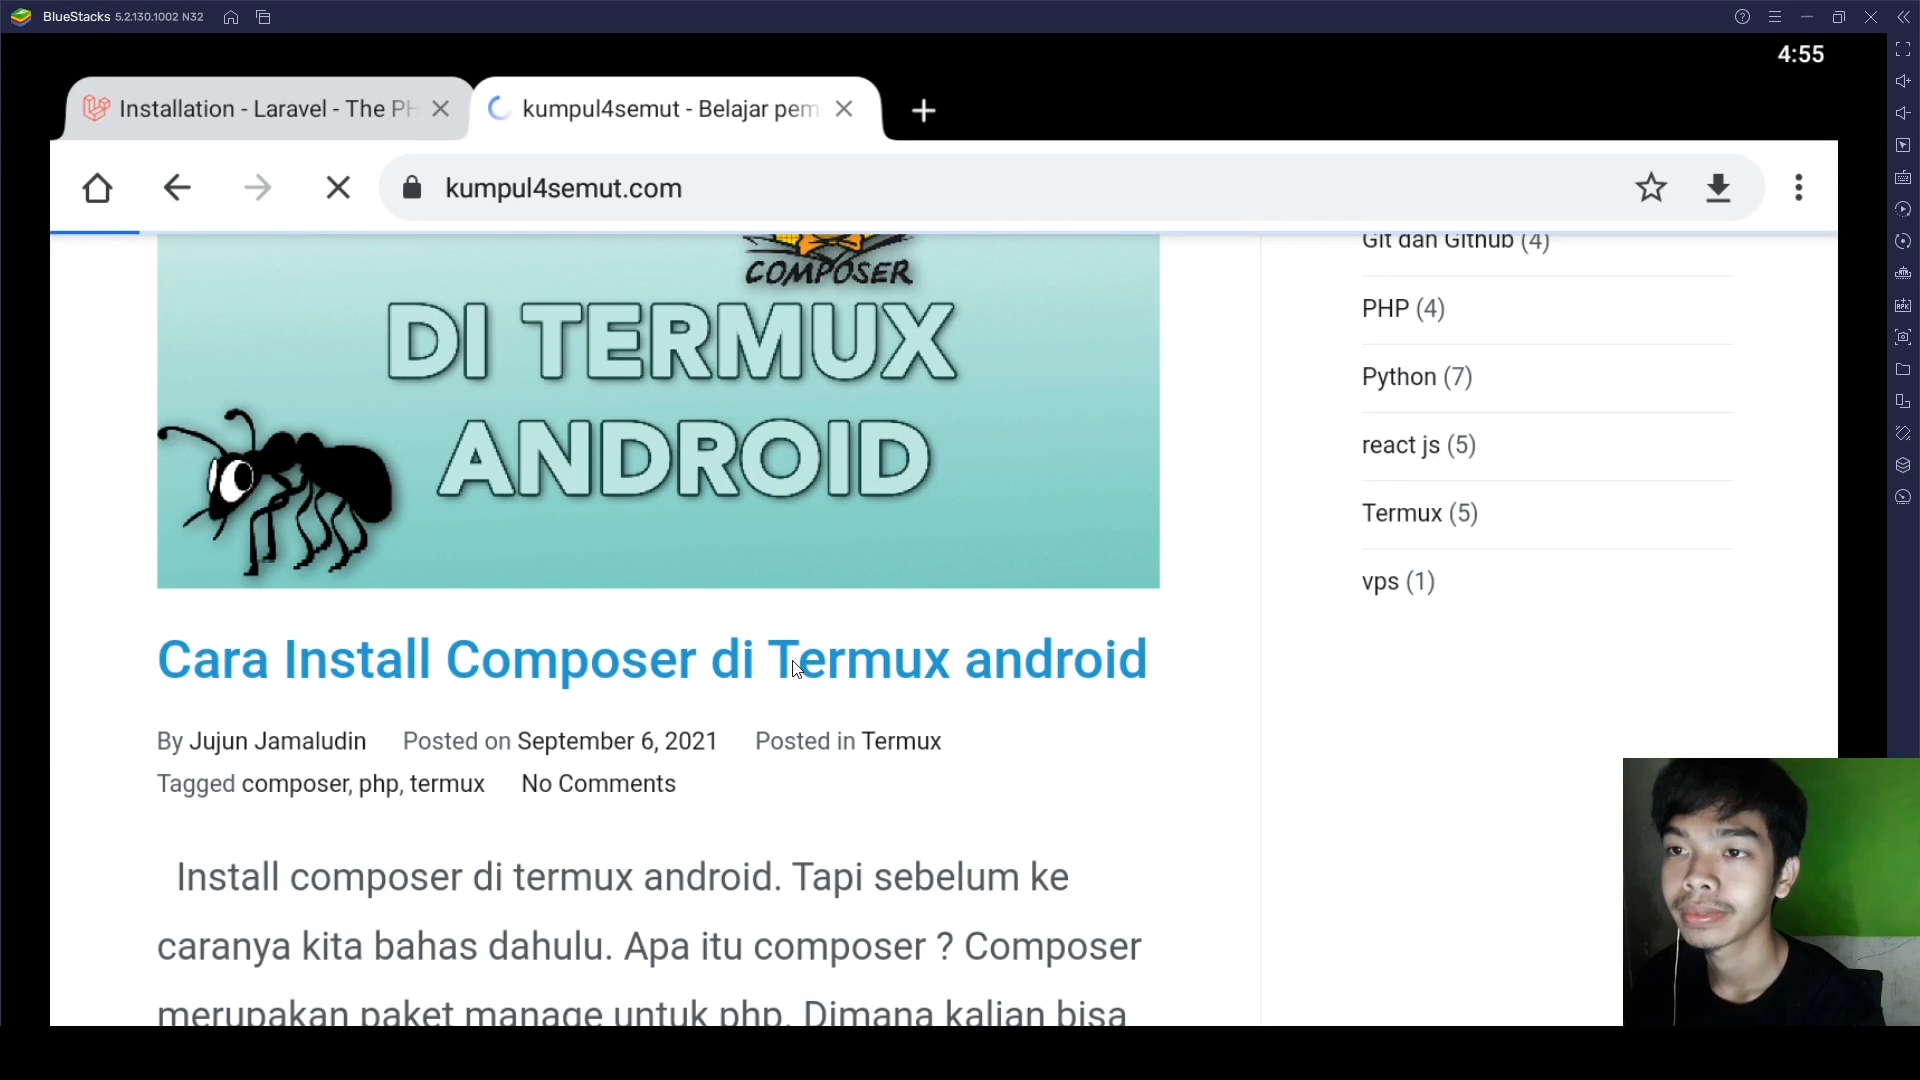 BlueStacks 5.2.130.1002 N32
4:55
Installation - Laravel - The PH
kumpul4semut - Belajar pem
kumpul4semut.com
COMPOSER
DI TERMUX
ANDROID
Cara Install Composer di Termux android
By Jujun Jamaludin Posted on September 6, 2021 Posted in Termux
Tagged composer, php, termux No Comments
Install composer di termux android. Tapi sebelum ke
caranya kita bahas dahulu. Apa itu composer ? Composer
merupakan paket manage untuk php. Dimana kalian bisa
Git dan Github (4)
PHP (4)
Python (7)
react js (5)
Termux (5)
vps (1)